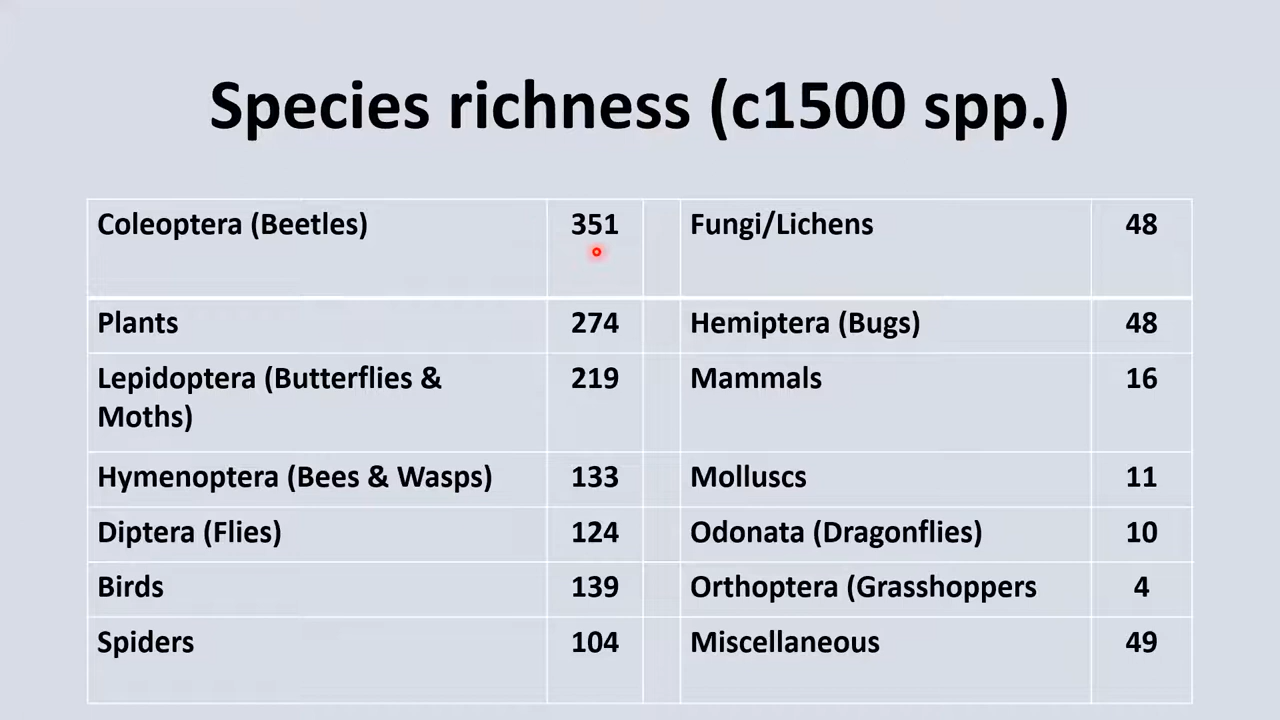 Species richness (c1500 spp.)
Coleoptera (Beetles) 351 Fungi/Lichens 48
Plants 274 Hemiptera (Bugs) 48
Lepidoptera (Butterflies & 219 Mammals 16
Moths)
Hymenoptera (Bees & Wasps) 133 Molluscs 11
Diptera (Flies) 124 Odonata (Dragonflies) 10
Birds 139 Orthoptera (Grasshoppers 4
Spiders 104 Miscellaneous 49